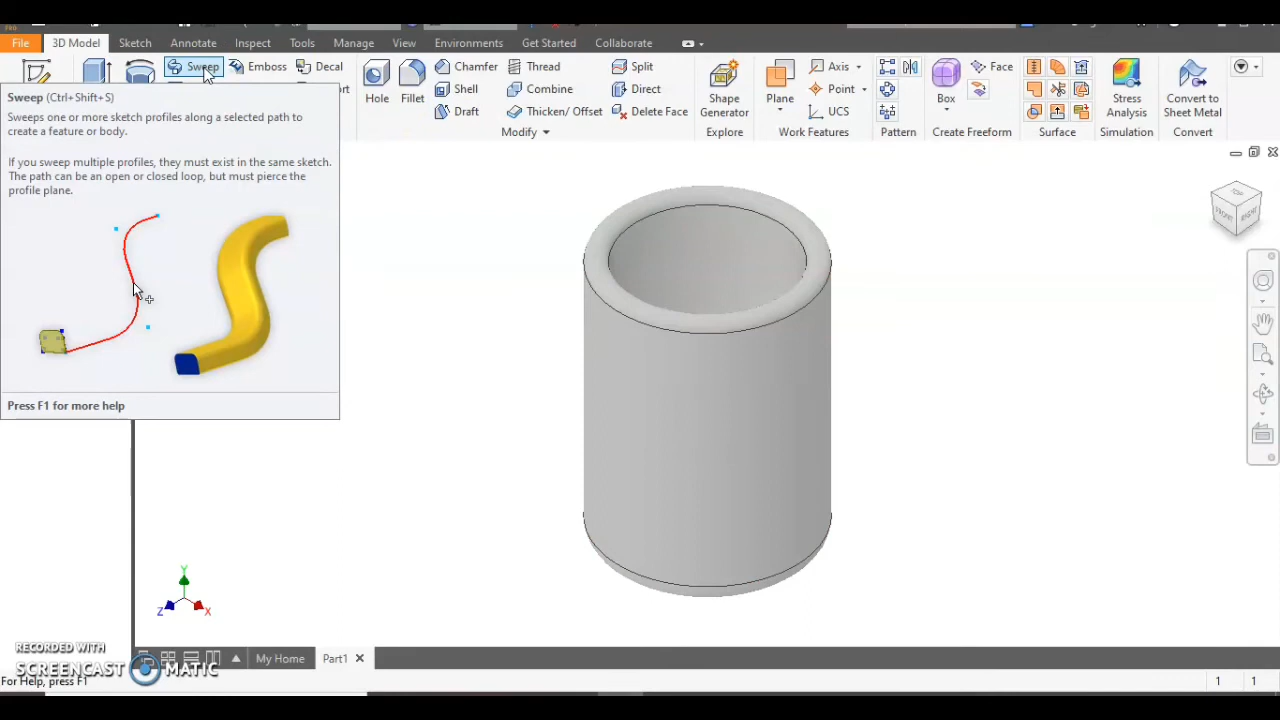 PRO
File 3D Model Sketch Annotate Inspect Tools Manage View Environments Get Started Collaborate
Sweep Emboss Decal Chamfer Thread Split Axis Face
Shell Combine Direct Point
Hole Fillet Draft Thicken/ Offset Delete Face Shape Generator Plane UCS Box Stress Analysis Convert to Sheet Metal
Modify Explore Work Features Pattern Create Freeform Surface Simulation Convert
Sweep (Ctrl+Shift+S)
Sweeps one or more sketch profiles along a selected path to
create a feature or body.
If you sweep multiple profiles, they must exist in the same sketch.
The path can be an open or closed loop, but must pierce the
profile plane.
Press F1 for more help
TOP
FRONT RIGHT
Y
Z X
RECORDED WITH
SCREENCAST MATIC
My Home Part1
For Help, press F1
1 1